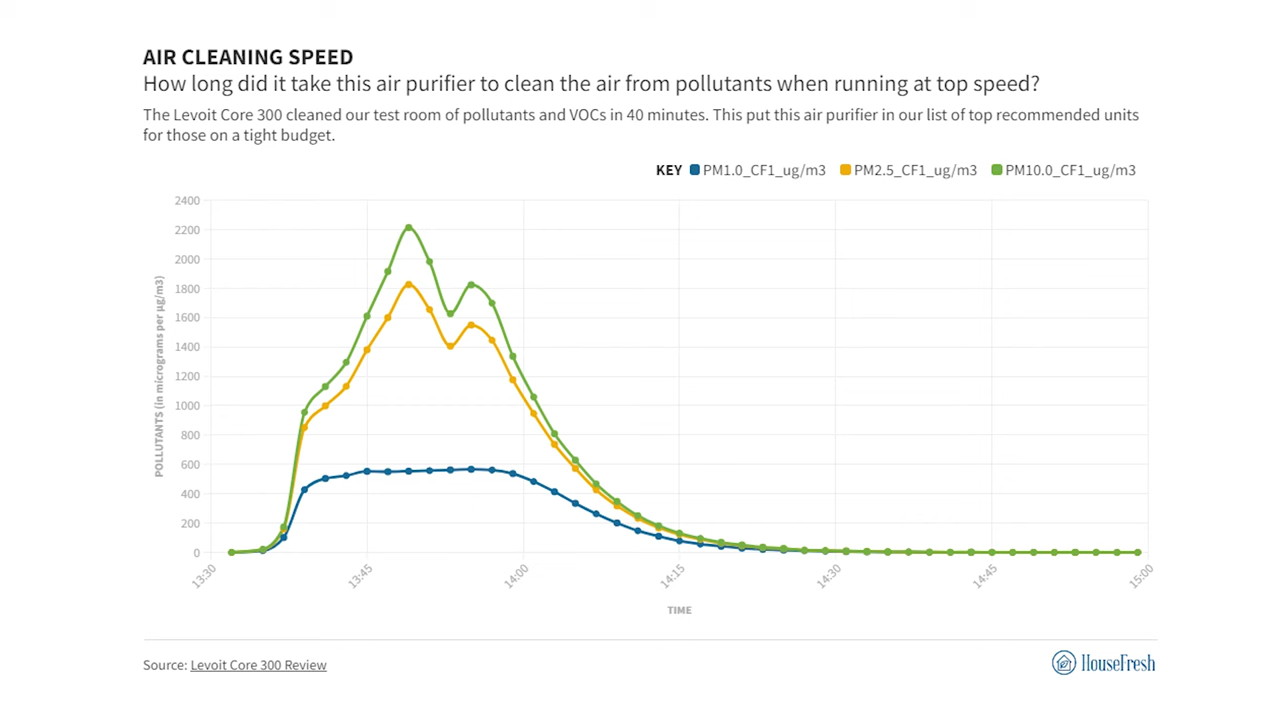 AIR CLEANING SPEED
How long did it take this air purifier to clean the air from pollutants when running at top speed?
The Levoit Core 300 cleaned our test room of pollutants and VOCs in 40 minutes. This put this air purifier in our list of top recommended units
for those on a tight budget.
KEY PM1.0_CF1_ug/m3 PM2.5_CF1_ug/m3 PM10.0_CF1_ug/m3
POLLUTANTS (in micrograms per µg/m3)
2400
2200
2000
1800
1600
1400
1200
1000
800
600
400
200
0
13:30 13:45 14:00 14:15 14:30 14:45 15:00
TIME
Source: Levoit Core 300 Review
HouseFresh